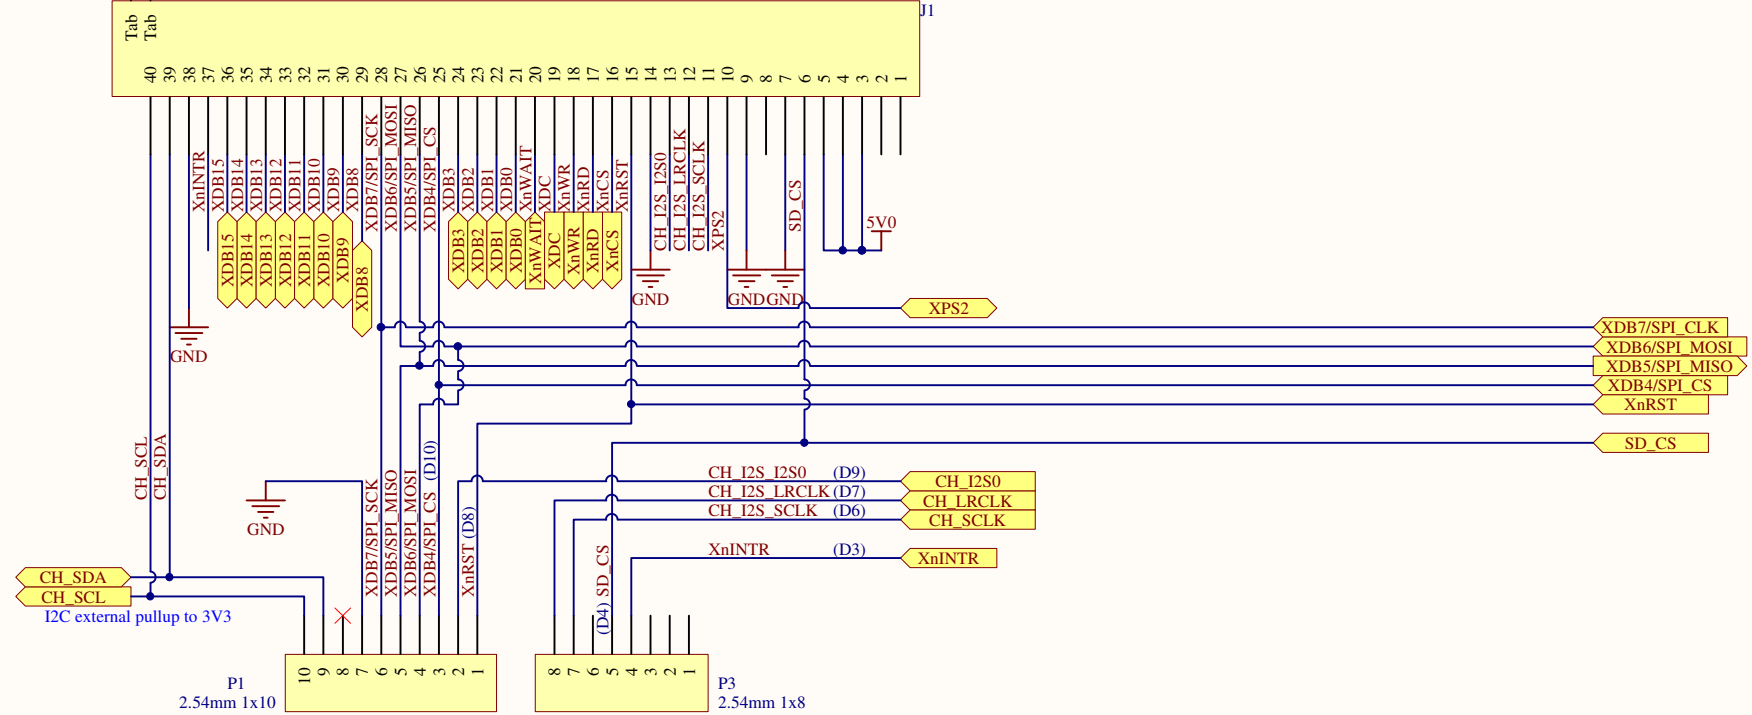 J1
Tab
Tab
40 39 38 37 36 35 34 33 32 31 30 29 28 27 26 25 24 23 22 21 20 19 18 17 16 15 14 13 12 11 10 9 8 7 6 5 4 3 2 1
XnINTR
XDB15
XDB14
XDB13
XDB12
XDB11
XDB10
XDB9
XDB8
XDB7/SPI_SCK
XDB6/SPI_MOSI
XDB5/SPI_MISO
XDB4/SPI_CS
XDB3
XDB2
XDB1
XDB0
XnWAIT
XDC
XnWR
XnRD
XnCS
XnRST
CH_I2S_I2S0
CH_I2S_LRCLK
CH_I2S_SCLK
XPS2
SD_CS
5V0
XDB15
XDB14
XDB13
XDB12
XDB11
XDB10
XDB9
XDB8
XDB3
XDB2
XDB1
XDB0
XnWAIT
XDC
XnWR
XnRD
XnCS
GND
GND
GND
GND
XPS2
XDB7/SPI_CLK
XDB6/SPI_MOSI
XDB5/SPI_MISO
XDB4/SPI_CS
XnRST
SD_CS
CH_SCL
CH_SDA
GND
XDB7/SPI_SCK
XDB5/SPI_MISO
XDB6/SPI_MOSI
XDB4/SPI_CS (D10)
XnRST (D8)
CH_I2S_I2S0 (D9) CH_I2S0
CH_I2S_LRCLK (D7) CH_LRCLK
CH_I2S_SCLK (D6) CH_SCLK
XnINTR (D3) XnINTR
(D4) SD_CS
CH_SDA
CH_SCL
I2C external pullup to 3V3
10 9 8 7 6 5 4 3 2 1
P1
2.54mm 1x10
8 7 6 5 4 3 2 1
P3
2.54mm 1x8